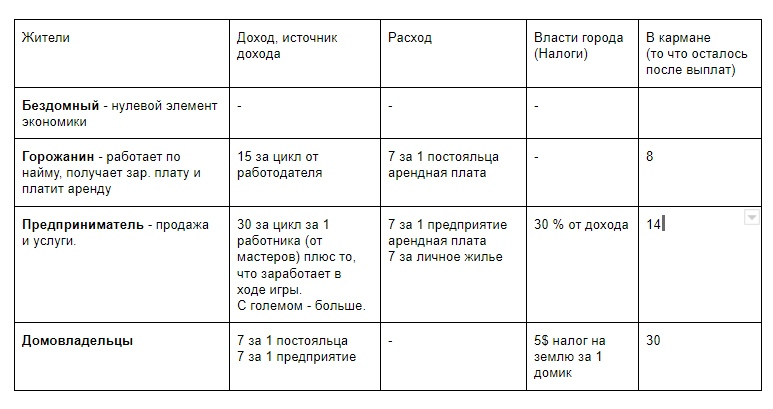 Жители
Доход, источник
дохода
Расход
Власти города
(Налоги)
В кармане
(то что осталось
после выплат)
Бездомный - нулевой элемент
экономики
-
-
-
Горожанин - работает по
найму, получает зар. плату и
платит аренду
15 за цикл от
работодателя
7 за 1 постояльца
арендная плата
-
8
Предприниматель - продажа
и услуги.
30 за цикл за 1
работника (от
мастеров) плюс то,
что заработает в
ходе игры.
С големом - больше.
7 за 1 предприятие
арендная плата
7 за личное жилье
30 % от дохода
14
Домовладельцы
7 за 1 постояльца
7 за 1 предприятие
-
5$ налог на
землю за 1
домик
30